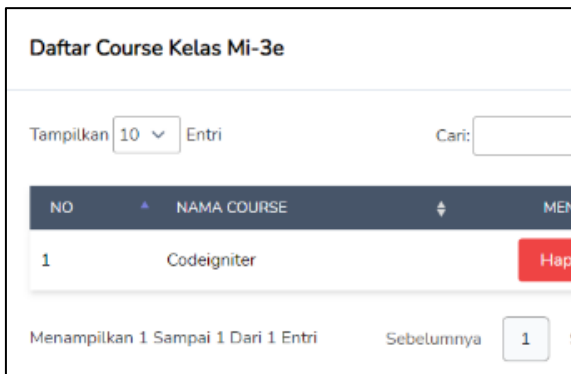 Daftar Course Kelas Mi-3e
Tampilkan 10 Entri Cari:
NO NAMA COURSE
1 Codeigniter
Menampilkan 1 Sampai 1 Dari 1 Entri Sebelumnya 1